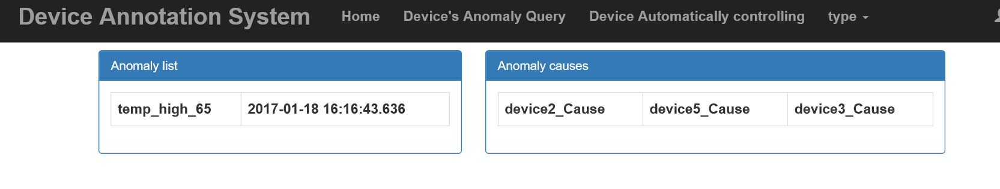 Device Annotation System Home Device's Anomaly Query Device Automatically controlling type
Anomaly list
temp_high_65 2017-01-18 16:16:43.636
Anomaly causes
device2_Cause device5_Cause device3_Cause